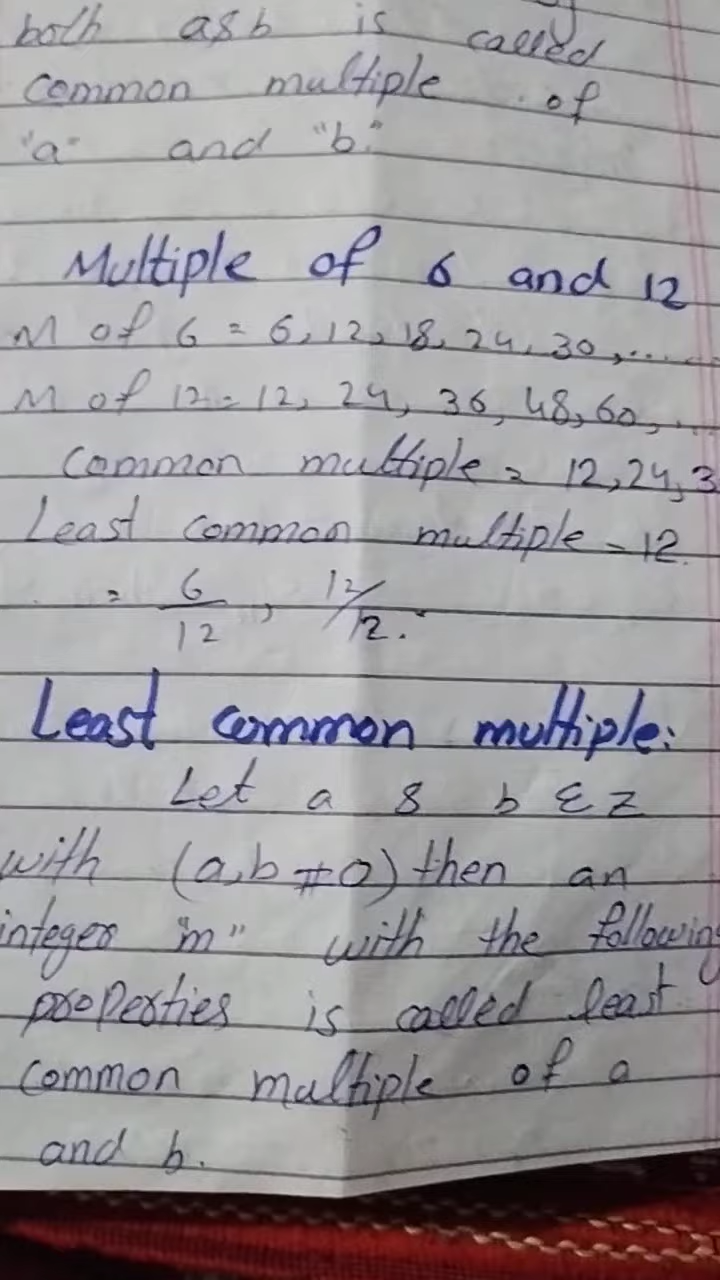 both a & b is called
common multiple of
"a" and "b."
Multiple of 6 and 12
M of 6 = 6, 12, 18, 24, 30, .....
M of 12 = 12, 24, 36, 48, 60, ..
Common multiple = 12, 24, 3
Least common multiple - 12.
= 6/12, 12/12.
Least common multiple:
Let a & b ∈ Z
with (a,b ≠ 0) then an
integer "m" with the following
properties is called least
common multiple of a
and b.